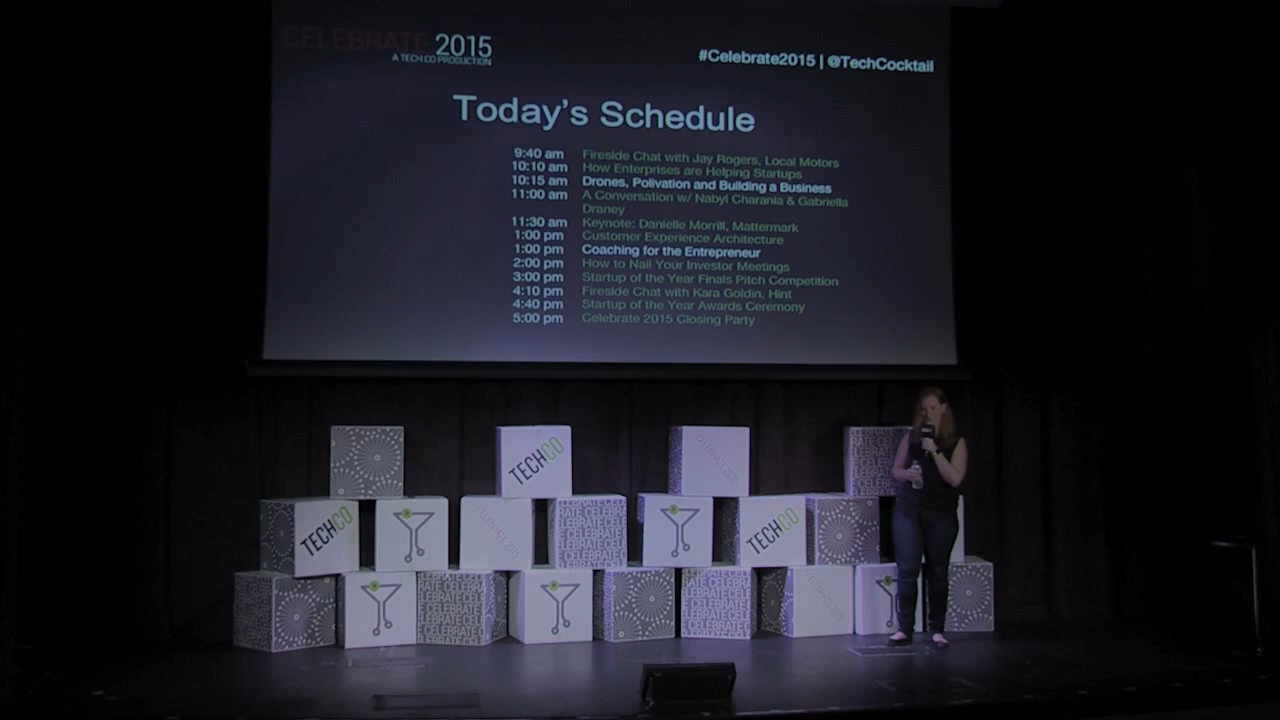 CELEBRATE 2015
A TECH.CO PRODUCTION
#Celebrate2015 | @TechCocktail
Today's Schedule
9:40 am Fireside Chat with Jay Rogers, Local Motors
10:10 am How Enterprises are Helping Startups
10:15 am Drones, Polivation and Building a Business
11:00 am A Conversation w/ Nabyl Charania & Gabriella
Draney
11:30 am Keynote: Danielle Morrill, Mattermark
1:00 pm Customer Experience Architecture
1:00 pm Coaching for the Entrepreneur
2:00 pm How to Nail Your Investor Meetings
3:00 pm Startup of the Year Finals Pitch Competition
4:10 pm Fireside Chat with Kara Goldin, Hint
4:40 pm Startup of the Year Awards Ceremony
5:00 pm Celebrate 2015 Closing Party
TECHCO
CELEBRATE 2015
TECHCO
CELEBRATE 2015
TECHCO